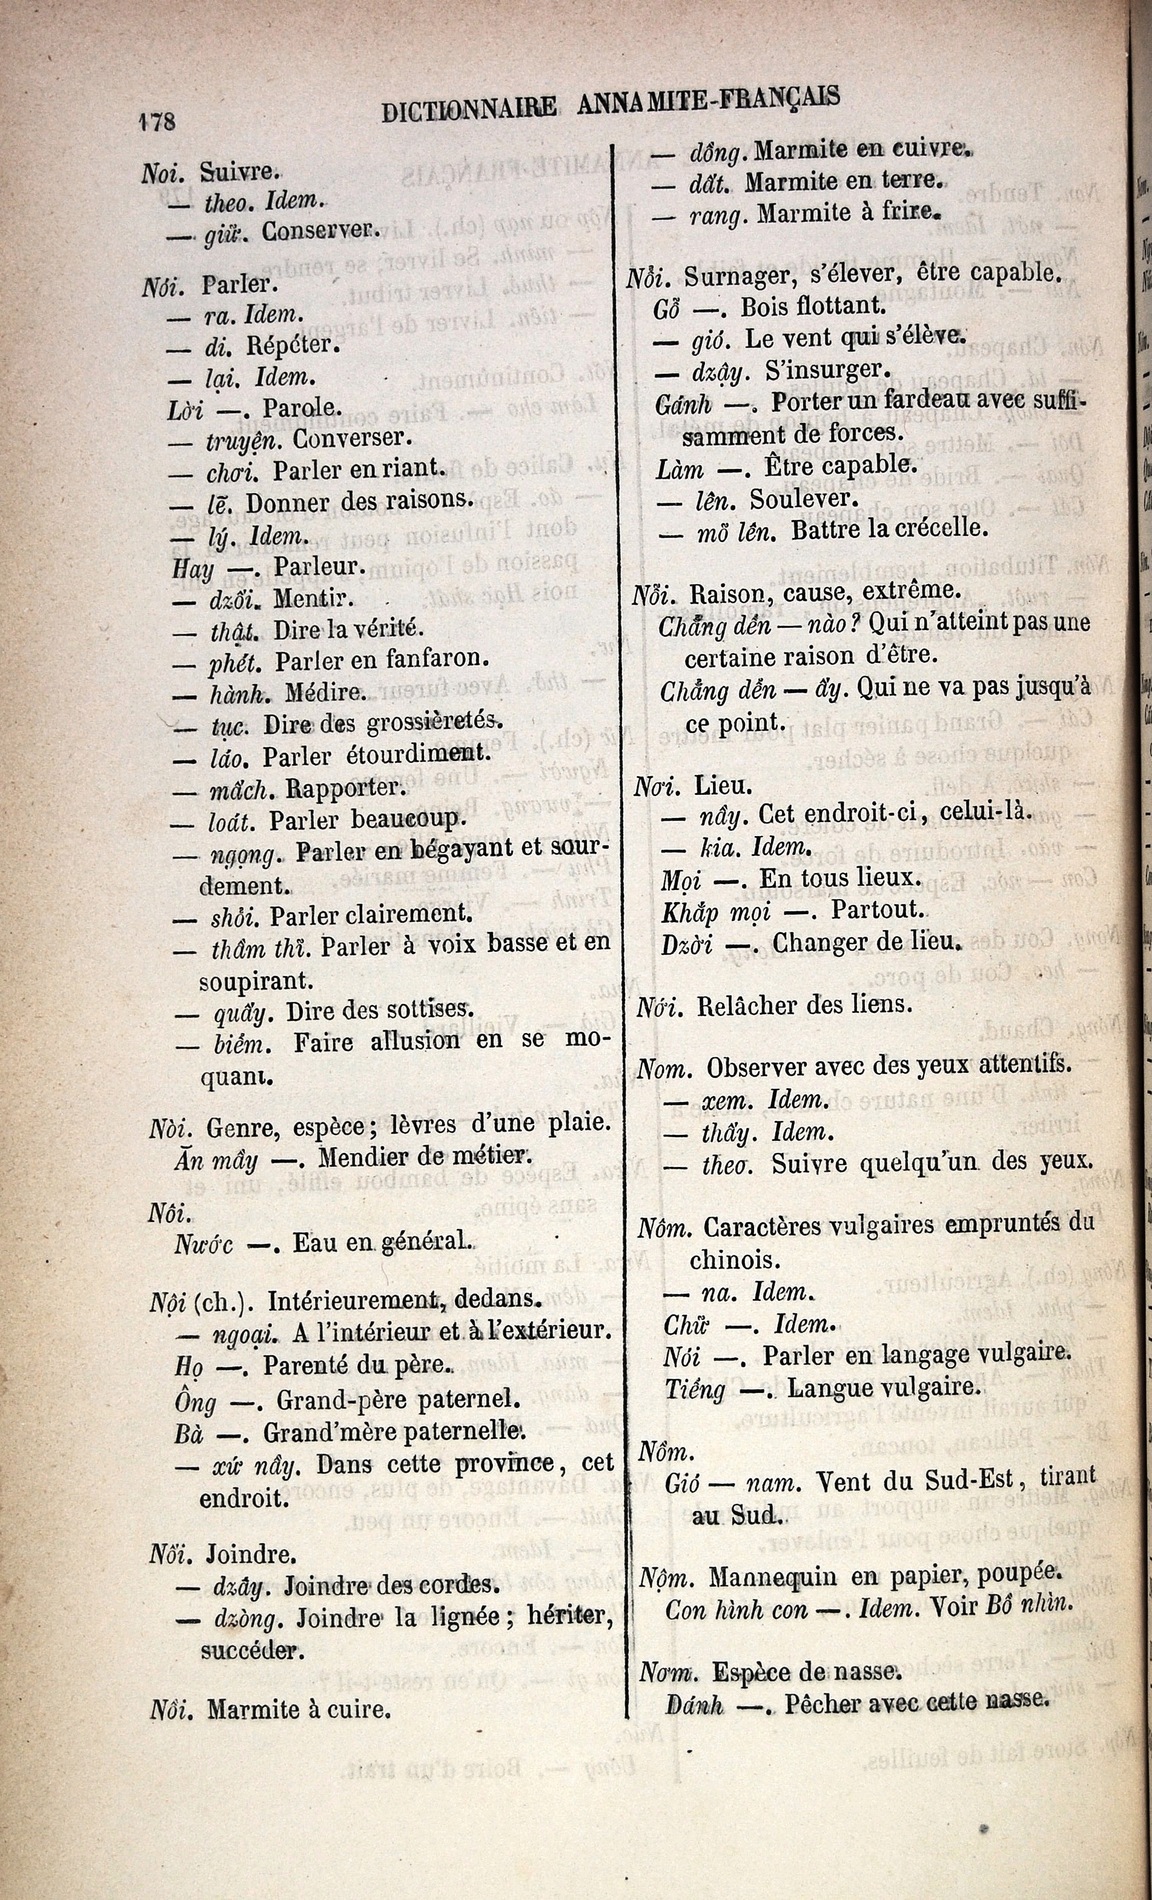 178
DICTIONNAIRE ANNAMITE-FRANÇAIS
Noi. Suivre.
— theo. Idem.
— giữ. Conserver.
Nói. Parler.
— ra. Idem.
— di. Répéter.
— lại. Idem.
Lời —. Parole.
— truyện. Converser.
— chơi. Parler en riant.
— lẽ. Donner des raisons.
— lý. Idem.
Hay —. Parleur.
— dzối. Mentir.
— thật. Dire la vérité.
— phét. Parler en fanfaron.
— hành. Médire.
— tục. Dire des grossièretés.
— láo. Parler étourdiment.
— mách. Rapporter.
— loát. Parler beaucoup.
— ngọng. Parler en bégayant et sour-
dement.
— shỏi. Parler clairement.
— thầm thĩ. Parler à voix basse et en
soupirant.
— quấy. Dire des sottises.
— biếm. Faire allusion en se mo-
quant.
Nòi. Genre, espèce; lèvres d'une plaie.
Ăn mầy —. Mendier de métier.
Nôi.
Nước —. Eau en général.
Nội (ch.). Intérieurement, dedans.
— ngoại. A l'intérieur et à l'extérieur.
Họ —. Parenté du père.
Ông —. Grand-père paternel.
Bà —. Grand'mère paternelle.
— xứ nầy. Dans cette province, cet
endroit.
Nối. Joindre.
— dzây. Joindre des cordes.
— dzòng. Joindre la lignée; hériter,
succéder.
Nồi. Marmite à cuire.
— dồng. Marmite en cuivre.
— dất. Marmite en terre.
— rang. Marmite à frire.
Nổi. Surnager, s'élever, être capable.
Gỗ —. Bois flottant.
— gió. Le vent qui s'élève.
— dzậy. S'insurger.
Gánh —. Porter un fardeau avec suffi-
samment de forces.
Làm —. Être capable.
— lên. Soulever.
— mõ lên. Battre la crécelle.
Nỗi. Raison, cause, extrême.
Chẳng dến — nào? Qui n'atteint pas une
certaine raison d'être.
Chẳng dến — ấy. Qui ne va pas jusqu'à
ce point.
Nơi. Lieu.
— nầy. Cet endroit-ci, celui-là.
— kia. Idem.
Mọi —. En tous lieux.
Khắp mọi —. Partout.
Dzời —. Changer de lieu.
Nới. Relâcher des liens.
Nom. Observer avec des yeux attentifs.
— xem. Idem.
— thấy. Idem.
— theo. Suivre quelqu'un des yeux.
Nôm. Caractères vulgaires empruntés du
chinois.
— na. Idem.
Chữ —. Idem.
Nói —. Parler en langage vulgaire.
Tiếng —. Langue vulgaire.
Nồm.
Gió — nam. Vent du Sud-Est, tirant
au Sud.
Nộm. Mannequin en papier, poupée.
Con hình con —. Idem. Voir Bồ nhìn.
Nơm. Espèce de nasse.
Dánh —. Pêcher avec cette nasse.